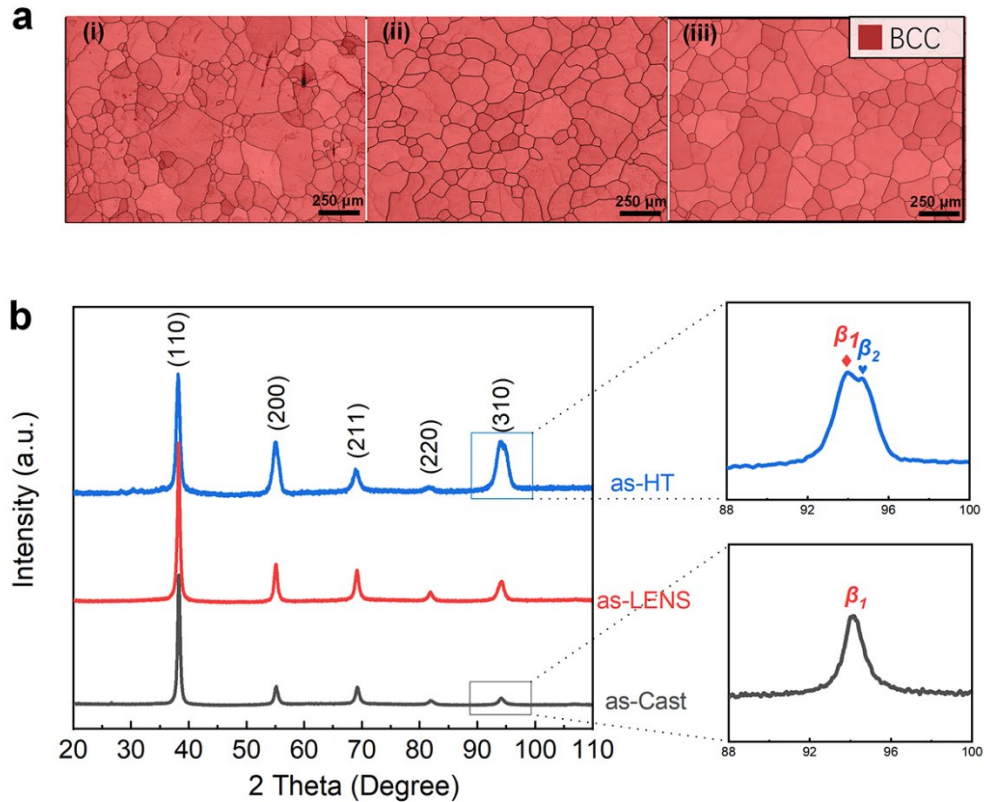 a
(i)
(ii)
(iii)
BCC
250 μm
250 μm
250 μm
b
Intensity (a.u.)
(110)
(200)
(211)
(220)
(310)
as-HT
as-LENS
as-Cast
20 30 40 50 60 70 80 90 100 110
2 Theta (Degree)
β1
β2
88 92 96 100
β1
88 92 96 100